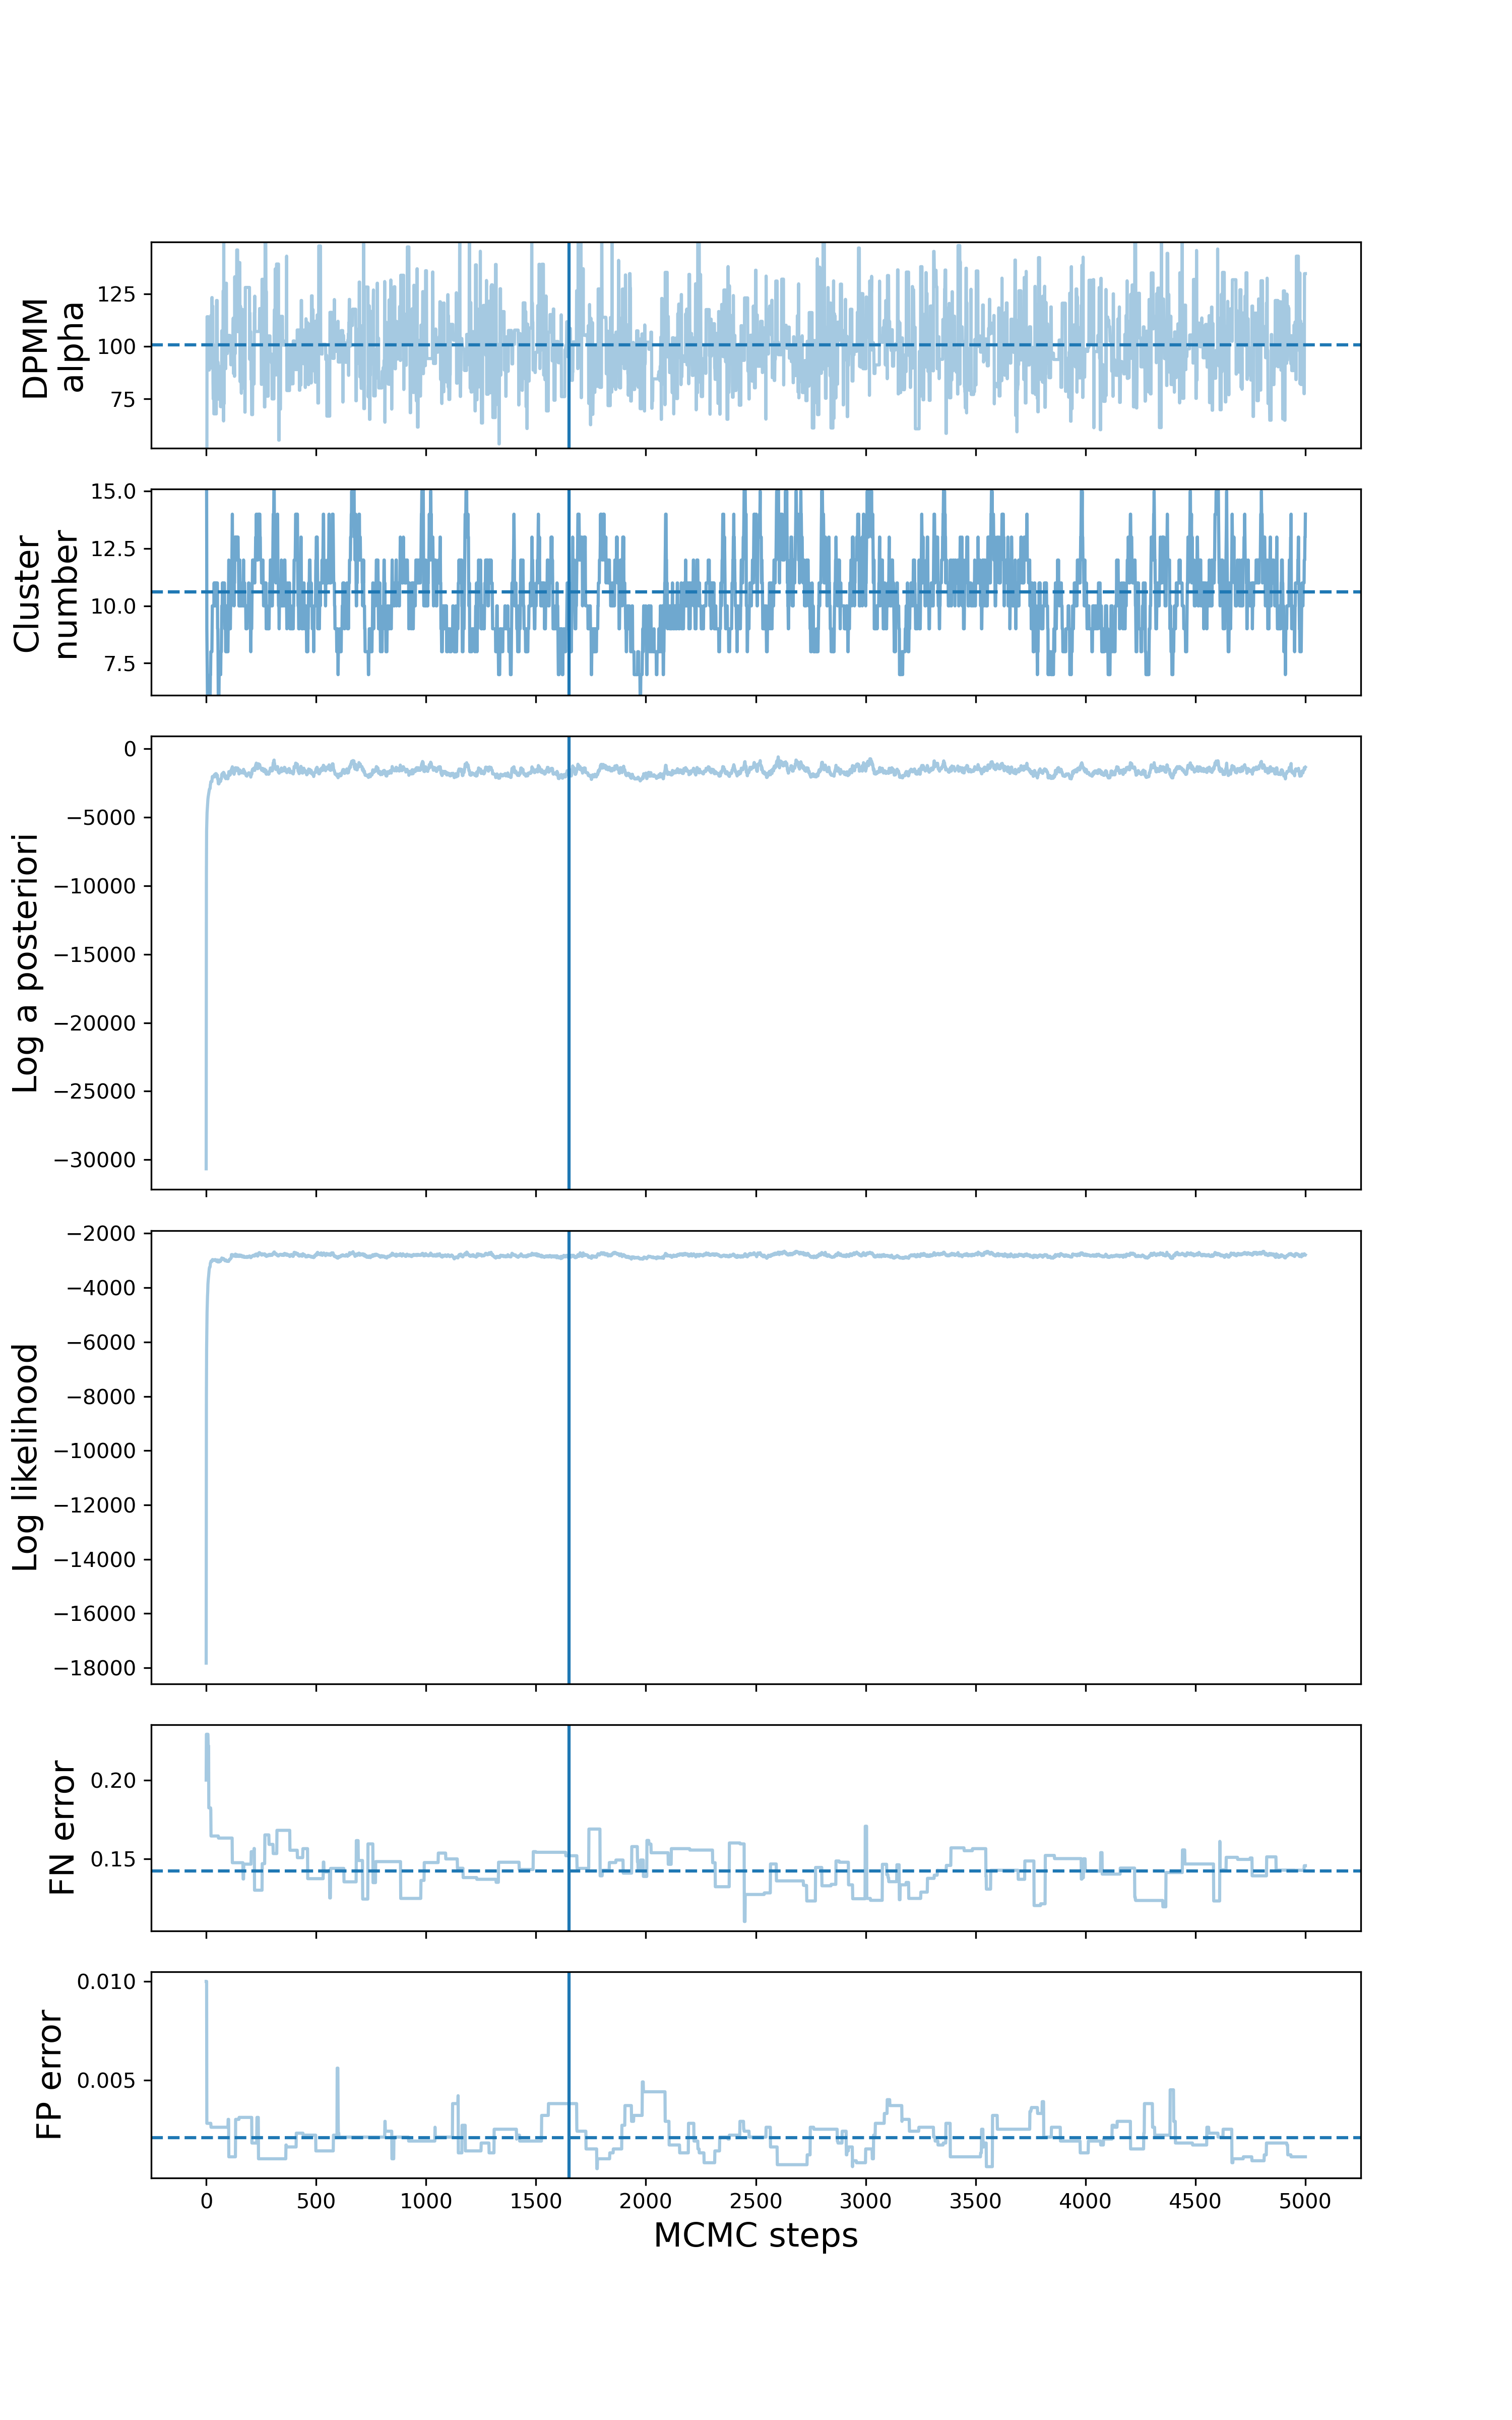 DPMM
alpha
125
100
75
Cluster
number
15.0
12.5
10.0
7.5
Log a posteriori
0
−5000
−10000
−15000
−20000
−25000
−30000
Log likelihood
−2000
−4000
−6000
−8000
−10000
−12000
−14000
−16000
−18000
FN error
0.20
0.15
FP error
0.010
0.005
0 500 1000 1500 2000 2500 3000 3500 4000 4500 5000
MCMC steps